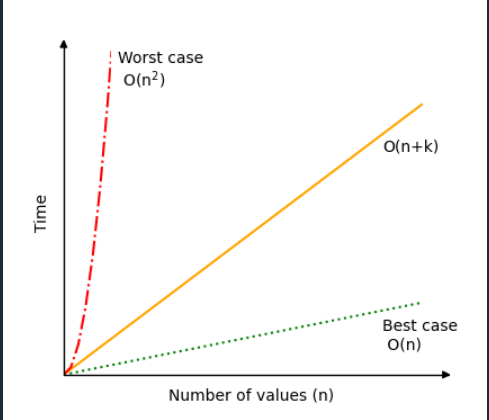 Worst case
O(n²)
O(n+k)
Time
Best case
O(n)
Number of values (n)